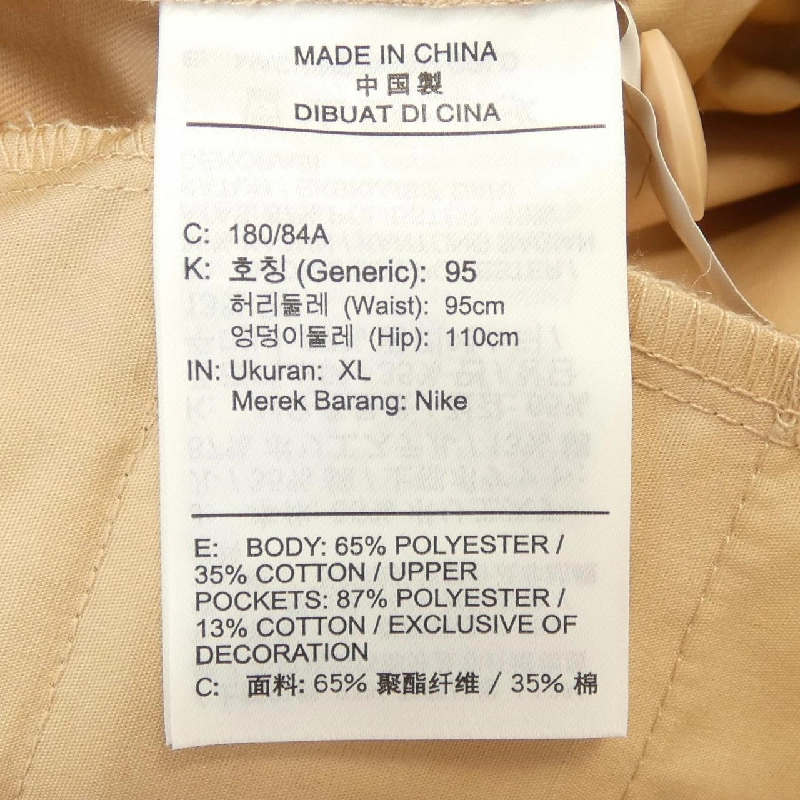 MADE IN CHINA
中国製
DIBUAT DI CINA
C: 180/84A
K: 호칭 (Generic): 95
허리둘레 (Waist): 95cm
엉덩이둘레 (Hip): 110cm
IN: Ukuran: XL
Merek Barang: Nike
E: BODY: 65% POLYESTER /
35% COTTON / UPPER
POCKETS: 87% POLYESTER /
13% COTTON / EXCLUSIVE OF
DECORATION
C: 面料: 65% 聚酯纤维 / 35% 棉